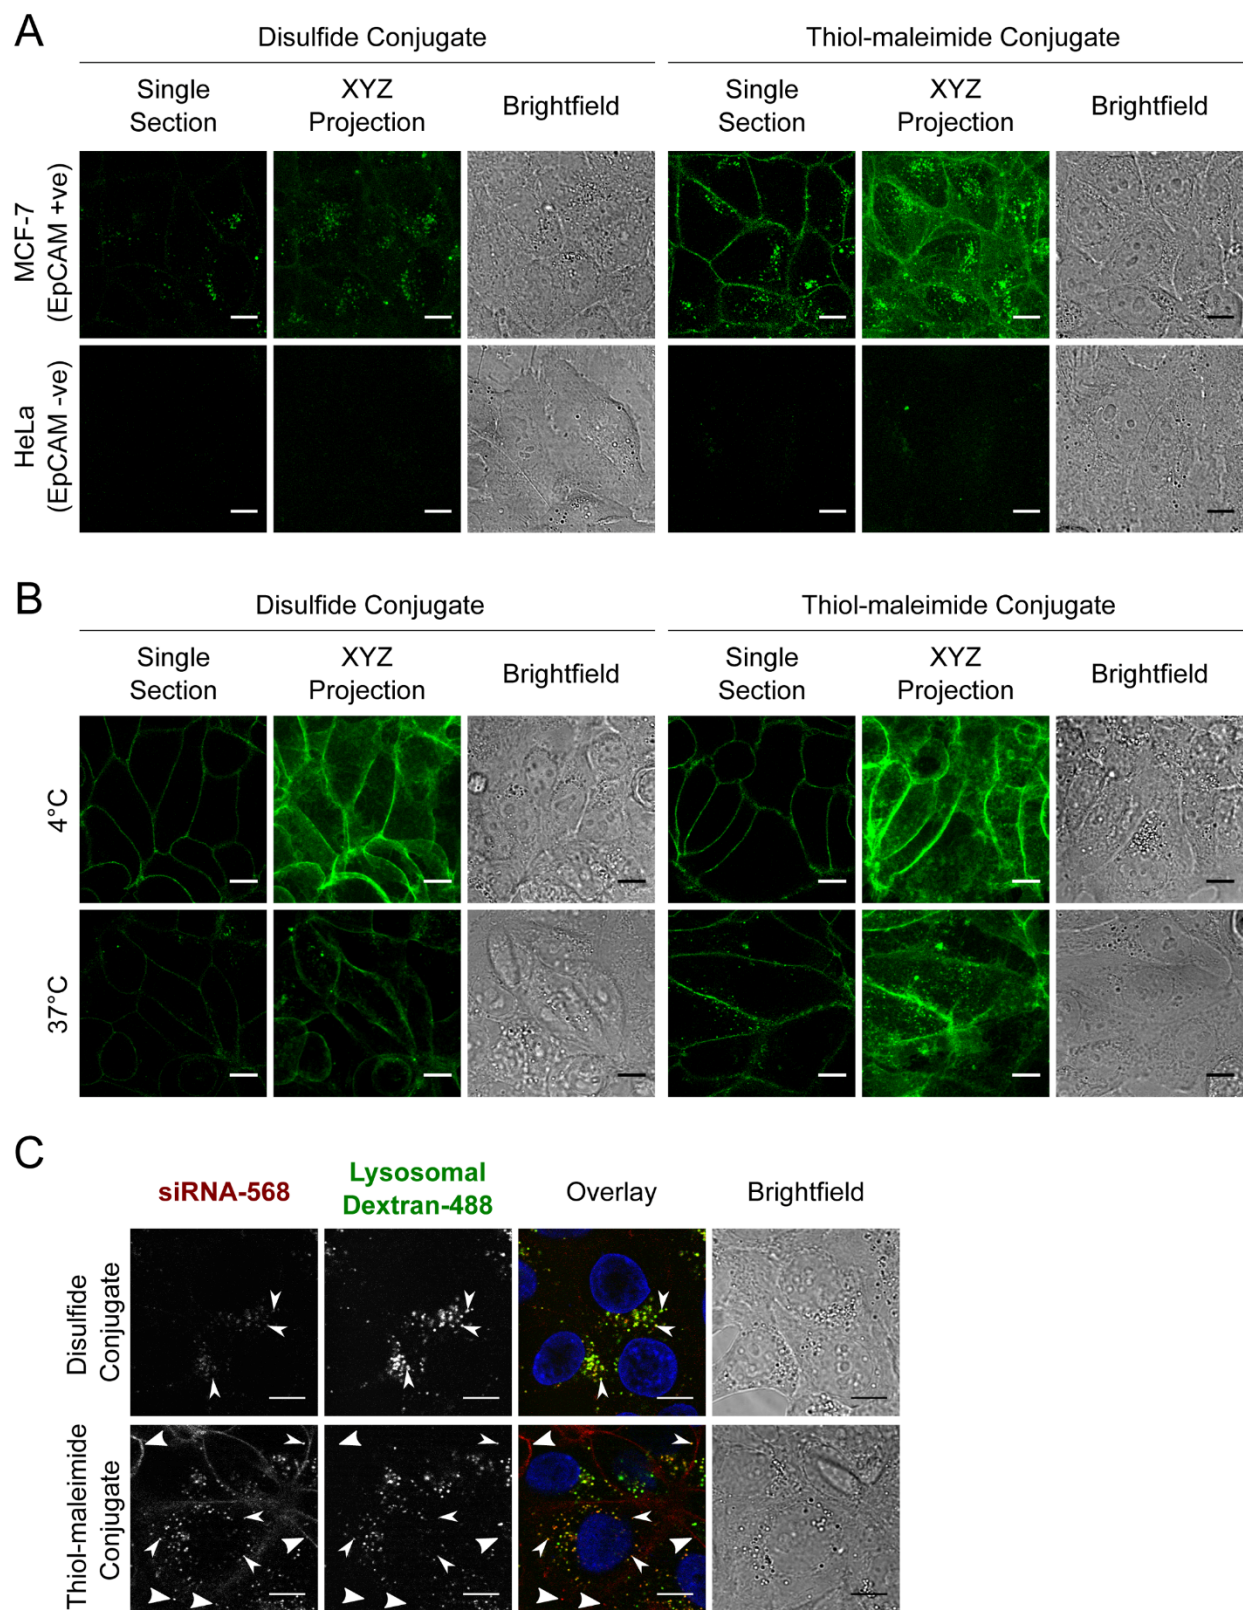 A
Disulfide Conjugate
Thiol-maleimide Conjugate
Single
Section
XYZ
Projection
Brightfield
Single
Section
XYZ
Projection
Brightfield
MCF-7
(EpCAM +ve)
HeLa
(EpCAM -ve)
B
Disulfide Conjugate
Thiol-maleimide Conjugate
Single
Section
XYZ
Projection
Brightfield
Single
Section
XYZ
Projection
Brightfield
4°C
37°C
C
siRNA-568
Lysosomal
Dextran-488
Overlay
Brightfield
Disulfide
Conjugate
Thiol-maleimide
Conjugate